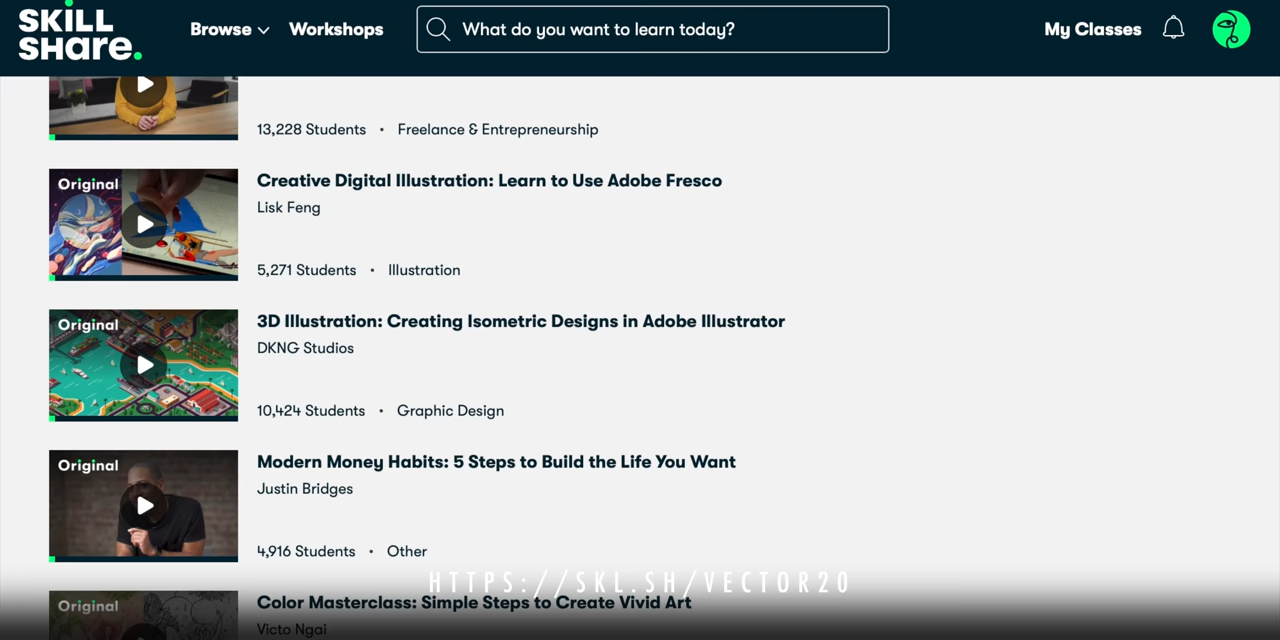 SKILL
SHARE.
Browse
Workshops
What do you want to learn today?
My Classes
13,228 Students • Freelance & Entrepreneurship
Original
Creative Digital Illustration: Learn to Use Adobe Fresco
Lisk Feng
5,271 Students • Illustration
Original
3D Illustration: Creating Isometric Designs in Adobe Illustrator
DKNG Studios
10,424 Students • Graphic Design
Original
Modern Money Habits: 5 Steps to Build the Life You Want
Justin Bridges
4,916 Students • Other
HTTPS://SKL.SH/VECTOR20
Original
Color Masterclass: Simple Steps to Create Vivid Art
Victo Ngai